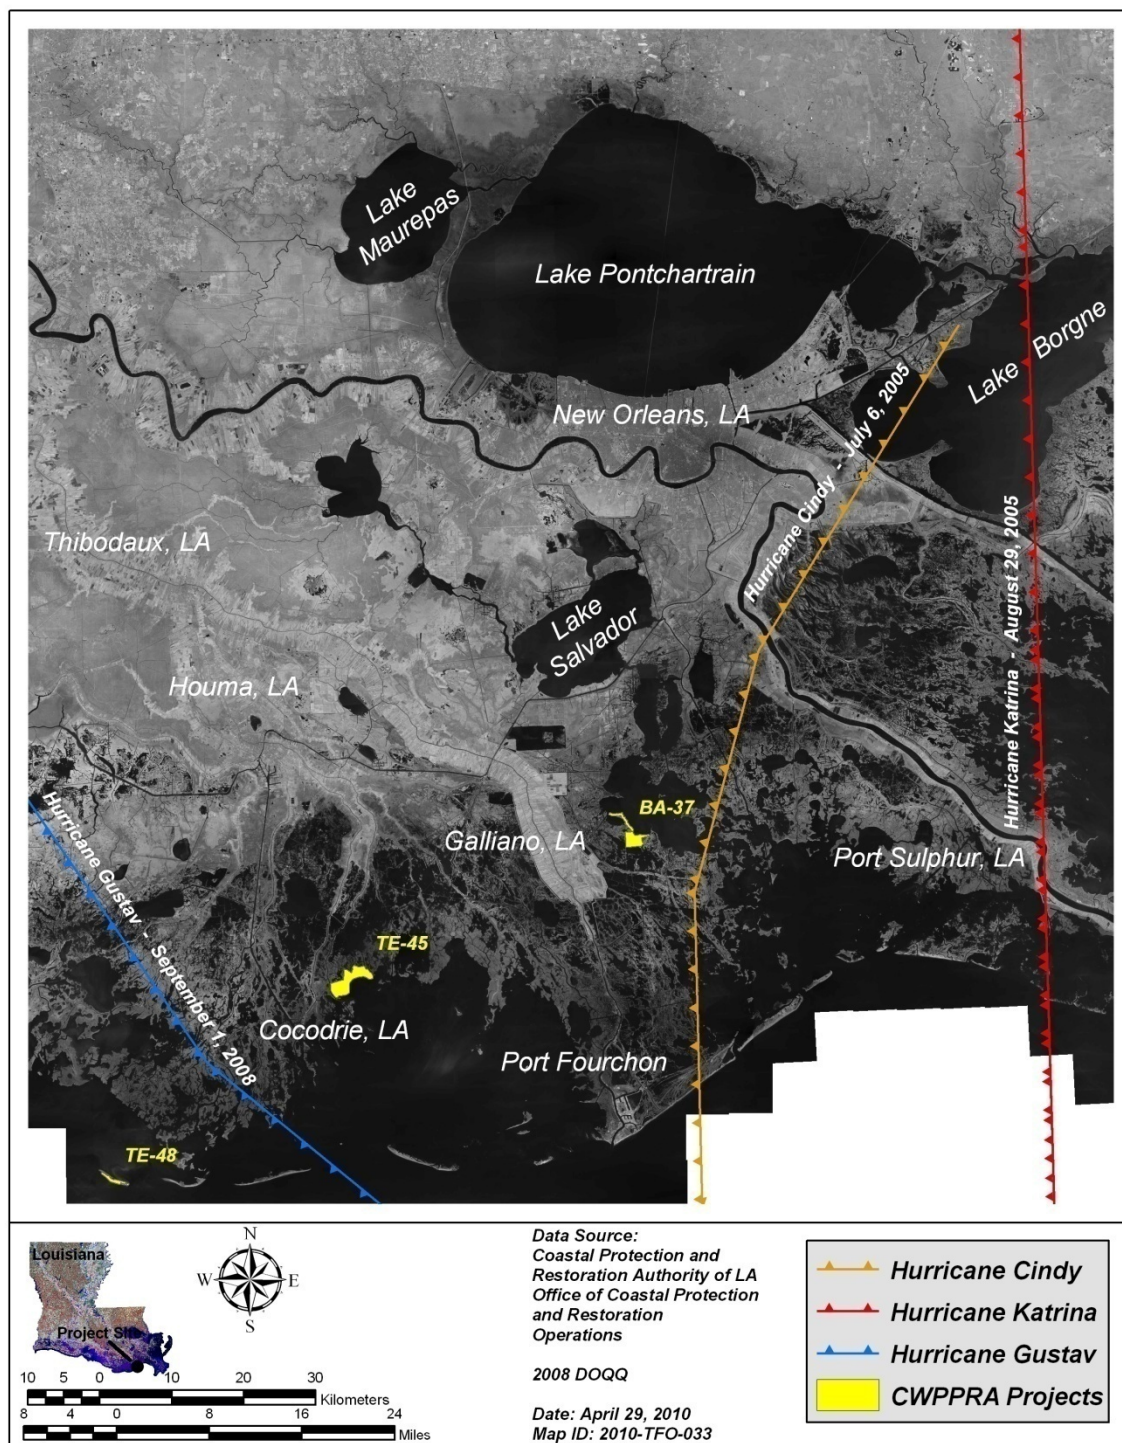 Lake
Maurepas
Lake Pontchartrain
Lake Borgne
New Orleans, LA
Hurricane Cindy - July 6, 2005
Thibodaux, LA
Hurricane Katrina - August 29, 2005
Lake
Salvador
Houma, LA
Hurricane Gustav - September 1, 2008
BA-37
Galliano, LA
Port Sulphur, LA
TE-45
Cocodrie, LA
Port Fourchon
TE-48
Louisiana
Project Site
N
W
E
S
10 5 0 10 20 30
Kilometers
8 4 0 8 16 24
Miles
Data Source:
Coastal Protection and
Restoration Authority of LA
Office of Coastal Protection
and Restoration
Operations
2008 DOQQ
Date: April 29, 2010
Map ID: 2010-TFO-033
Hurricane Cindy
Hurricane Katrina
Hurricane Gustav
CWPPRA Projects